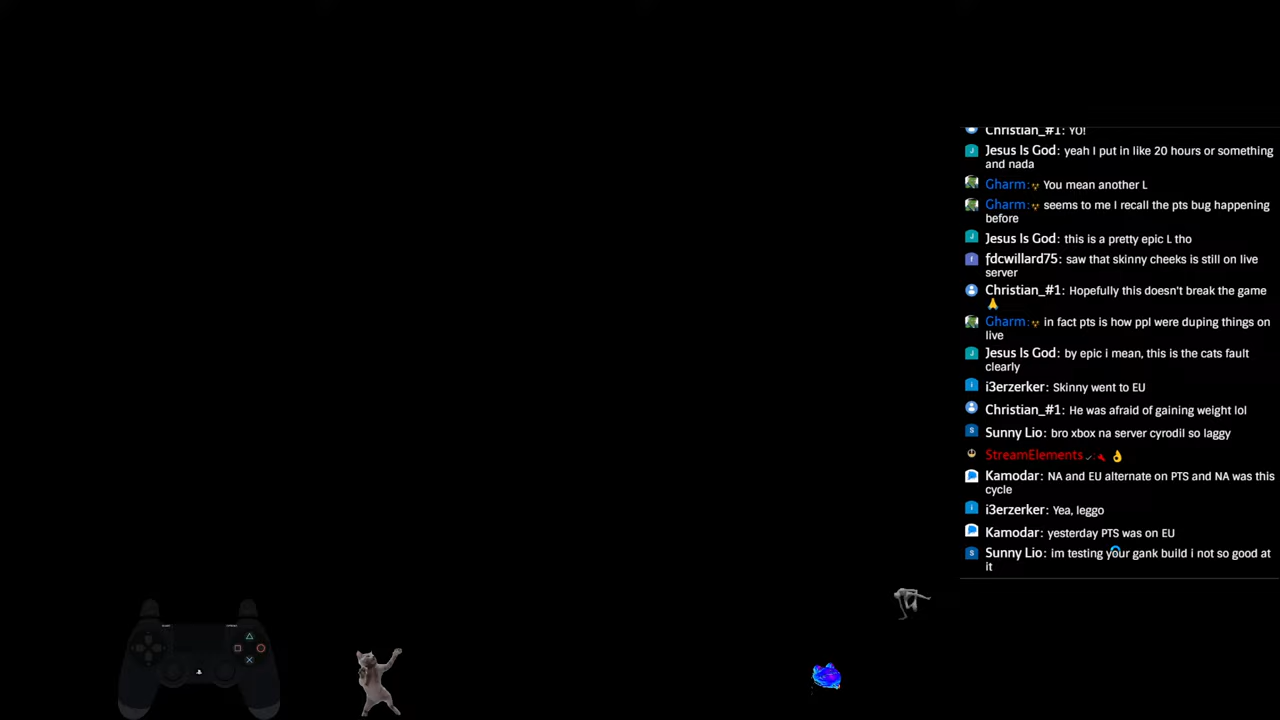 Christian_#1: YO!
Jesus Is God: yeah I put in like 20 hours or something
and nada
Gharm: You mean another L
Gharm: seems to me I recall the pts bug happening
before
Jesus Is God: this is a pretty epic L tho
fdcwillard75: saw that skinny cheeks is still on live
server
Christian_#1: Hopefully this doesn't break the game
🙏
Gharm: in fact pts is how ppl were duping things on
live
Jesus Is God: by epic i mean, this is the cats fault
clearly
i3erzerker: Skinny went to EU
Christian_#1: He was afraid of gaining weight lol
Sunny Lio: bro xbox na server cyrodil so laggy
StreamElements 👌
Kamodar: NA and EU alternate on PTS and NA was this
cycle
i3erzerker: Yea, leggo
Kamodar: yesterday PTS was on EU
Sunny Lio: im testing your gank build i not so good at
it